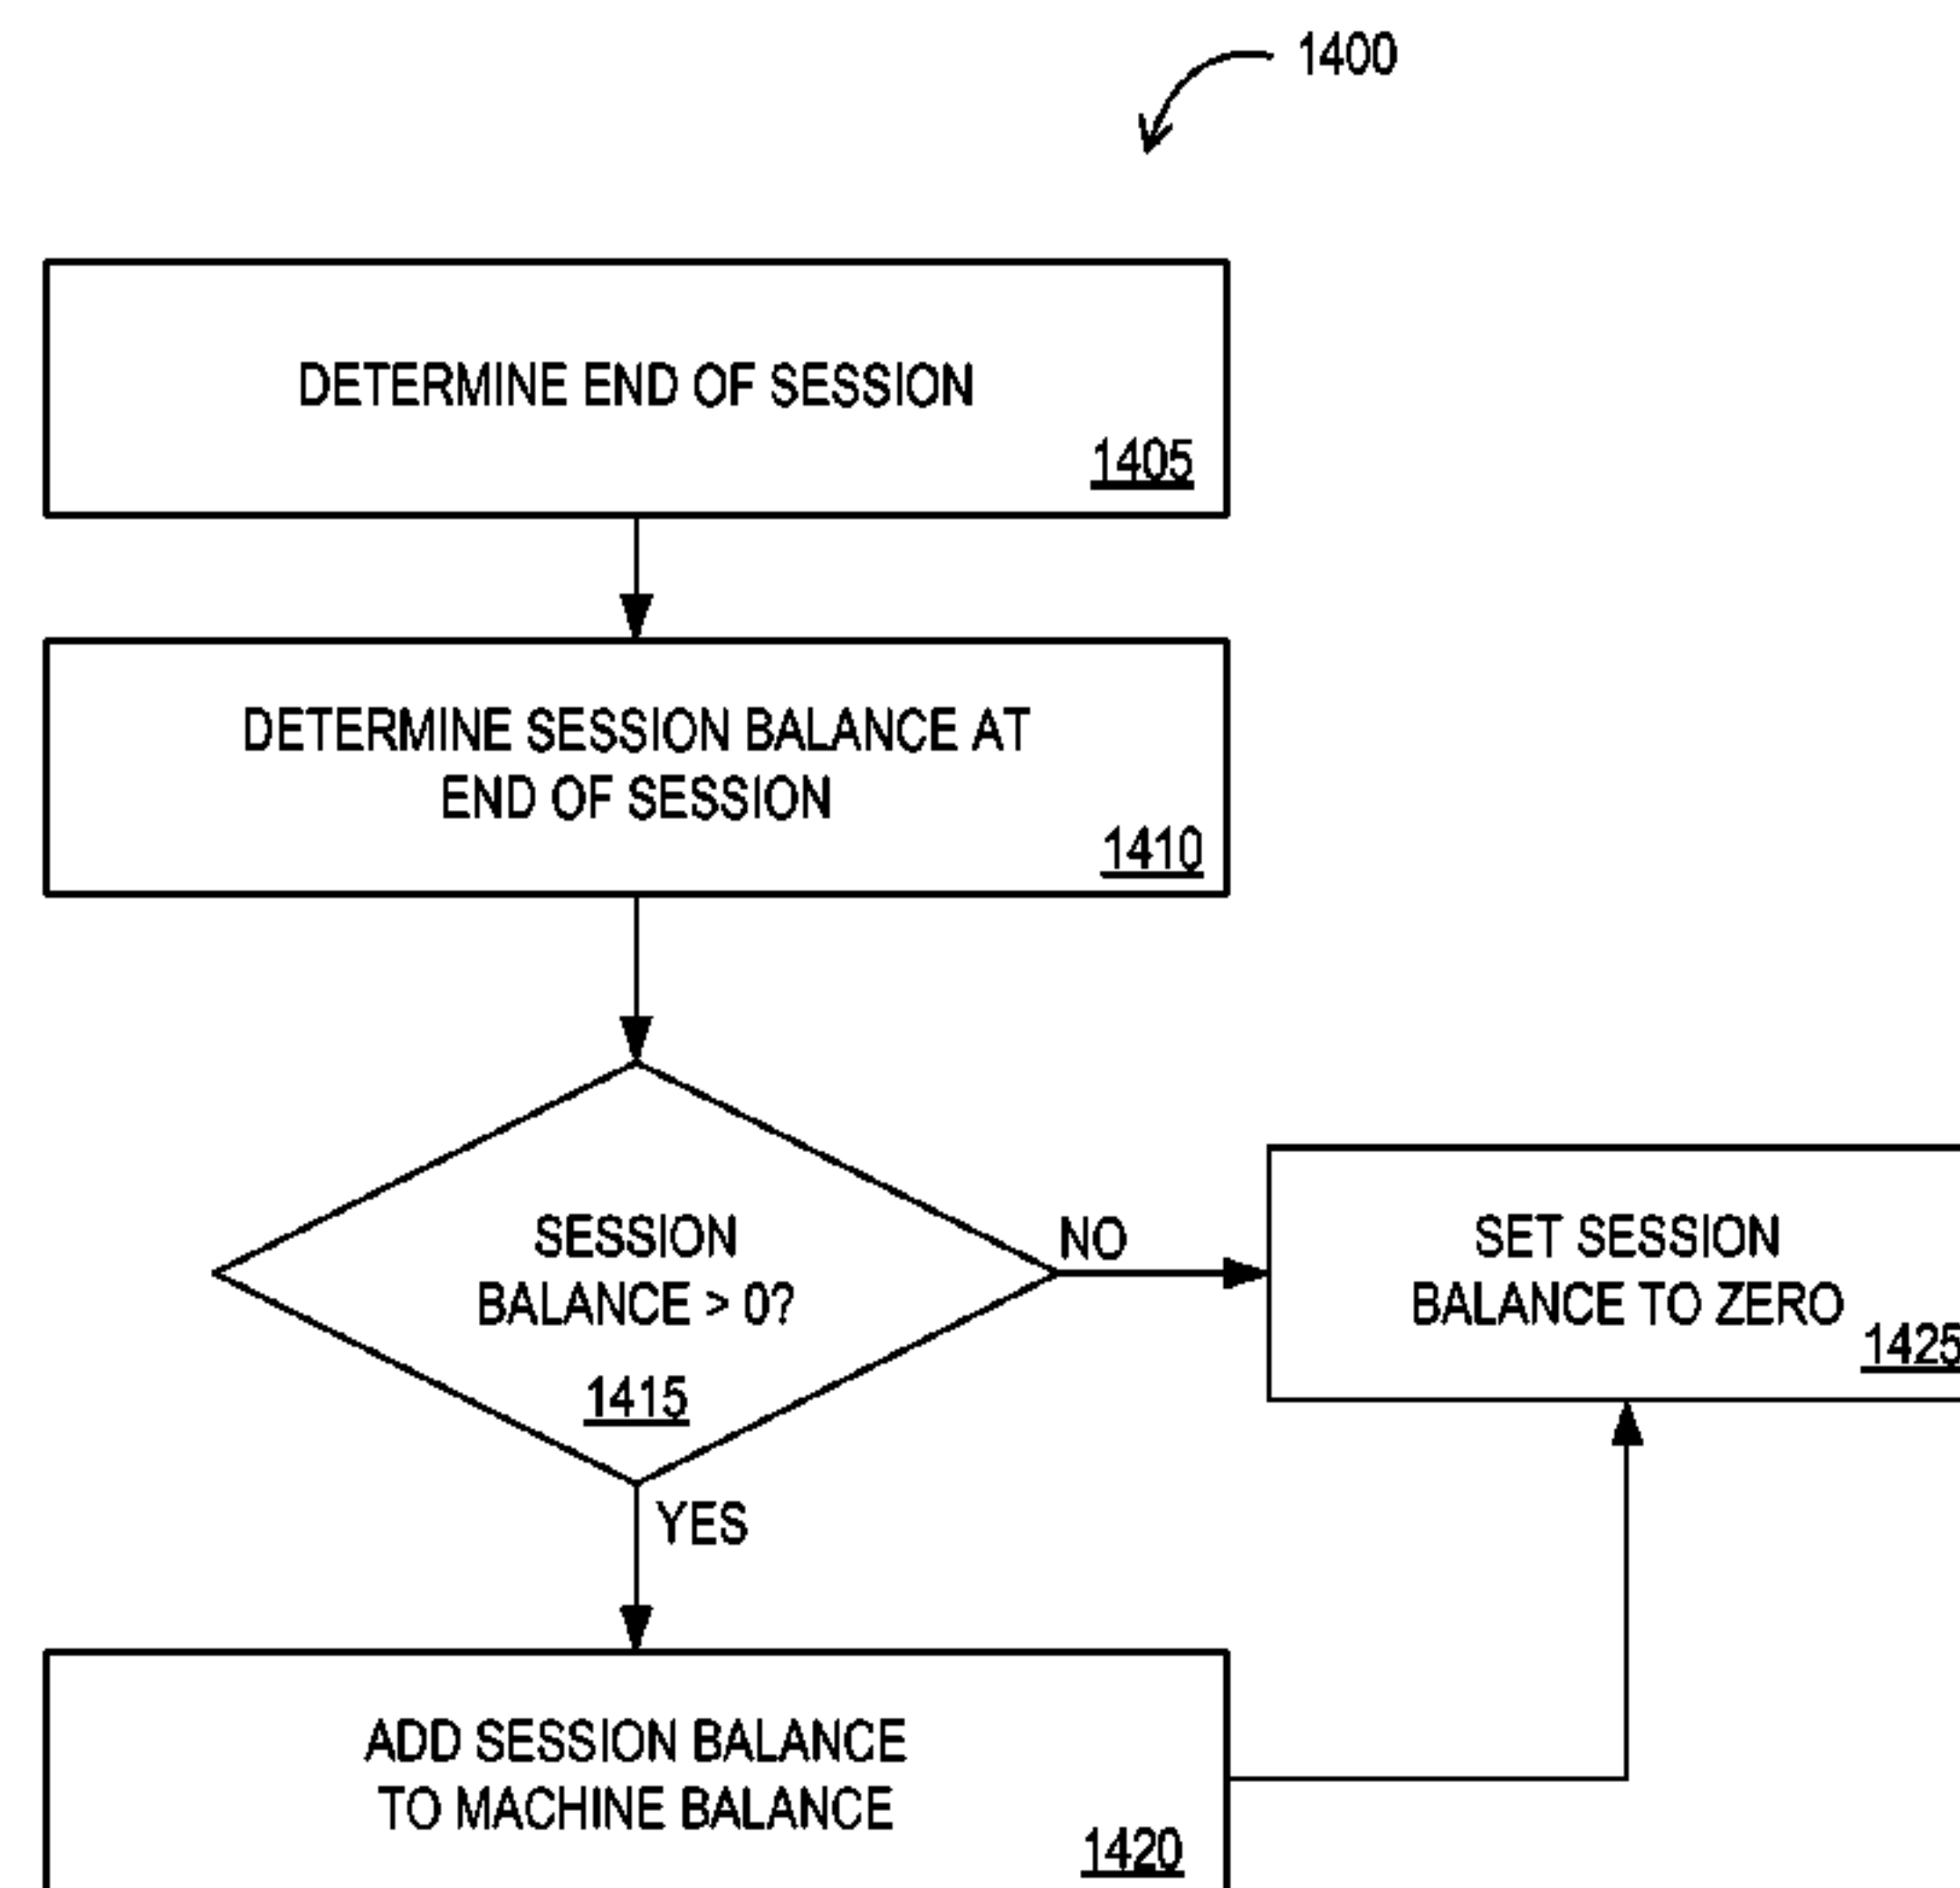 1400
DETERMINE END OF SESSION
1405
DETERMINE SESSION BALANCE AT
END OF SESSION
1410
SESSION
BALANCE > 0?
1415
NO
SET SESSION
BALANCE TO ZERO
1425
YES
ADD SESSION BALANCE
TO MACHINE BALANCE
1420